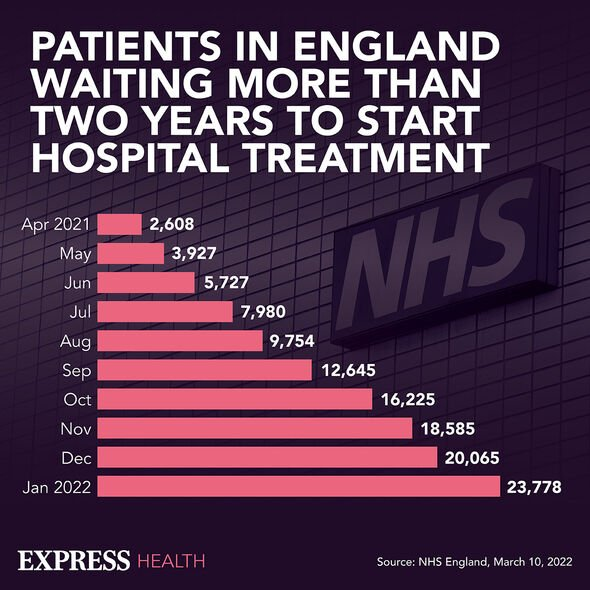 PATIENTS IN ENGLAND
WAITING MORE THAN
TWO YEARS TO START
HOSPITAL TREATMENT
NHS
Apr 2021 2,608
May 3,927
Jun 5,727
Jul 7,980
Aug 9,754
Sep 12,645
Oct 16,225
Nov 18,585
Dec 20,065
Jan 2022 23,778
EXPRESS HEALTH
Source: NHS England, March 10, 2022